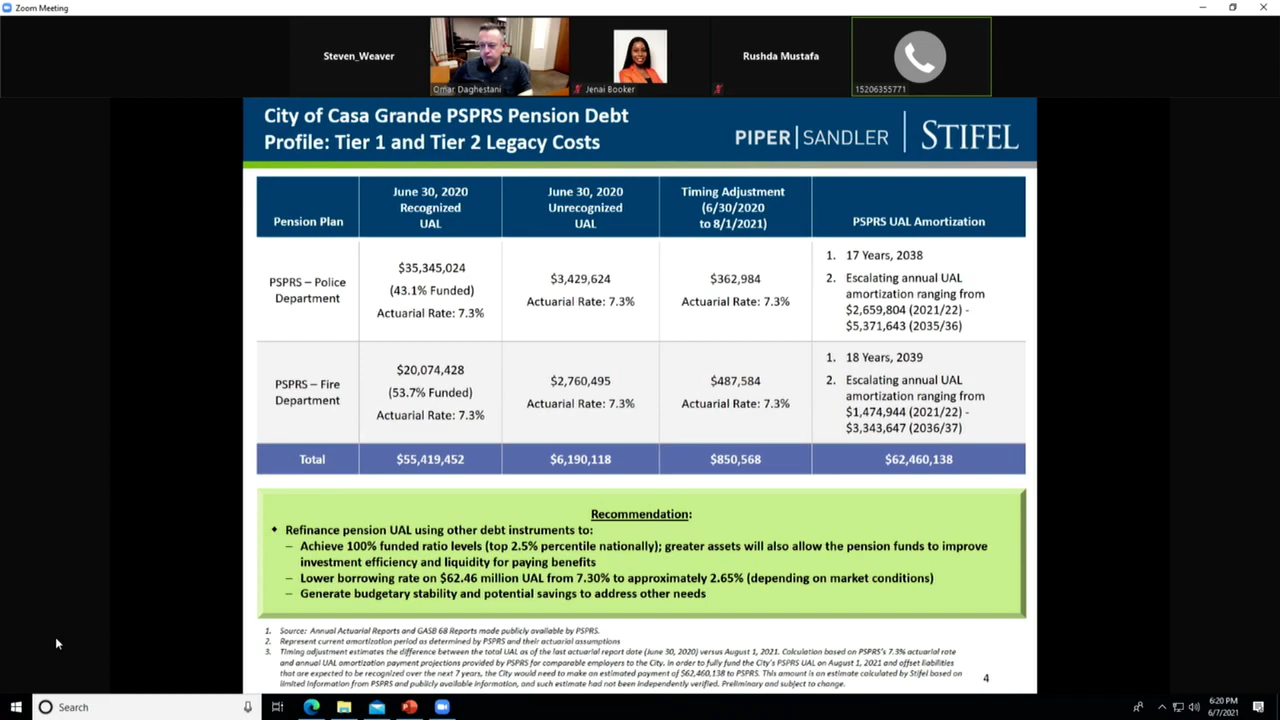 Zoom Meeting
Steven_Weaver
Omar Daghestani
Jenai Booker
Rushda Mustafa
15206355771
City of Casa Grande PSPRS Pension Debt
Profile: Tier 1 and Tier 2 Legacy Costs
PIPER|SANDLER
STIFEL
Pension Plan
June 30, 2020
Recognized
UAL
June 30, 2020
Unrecognized
UAL
Timing Adjustment
(6/30/2020
to 8/1/2021)
PSPRS UAL Amortization
PSPRS – Police
Department
$35,345,024
(43.1% Funded)
Actuarial Rate: 7.3%
$3,429,624
Actuarial Rate: 7.3%
$362,984
Actuarial Rate: 7.3%
1. 17 Years, 2038
2. Escalating annual UAL
amortization ranging from
$2,659,804 (2021/22) -
$5,371,643 (2035/36)
PSPRS – Fire
Department
$20,074,428
(53.7% Funded)
Actuarial Rate: 7.3%
$2,760,495
Actuarial Rate: 7.3%
$487,584
Actuarial Rate: 7.3%
1. 18 Years, 2039
2. Escalating annual UAL
amortization ranging from
$1,474,944 (2021/22) -
$3,343,647 (2036/37)
Total
$55,419,452
$6,190,118
$850,568
$62,460,138
Recommendation:
Refinance pension UAL using other debt instruments to:
– Achieve 100% funded ratio levels (top 2.5% percentile nationally); greater assets will also allow the pension funds to improve
investment efficiency and liquidity for paying benefits
– Lower borrowing rate on $62.46 million UAL from 7.30% to approximately 2.65% (depending on market conditions)
– Generate budgetary stability and potential savings to address other needs
1. Source: Annual Actuarial Reports and GASB 68 Reports made publicly available by PSPRS.
2. Represent current amortization period as determined by PSPRS and their actuarial assumptions
3. Timing adjustment estimates the difference between the total UAL as of the last actuarial report date (June 30, 2020) versus August 1, 2021. Calculation based on PSPRS's 7.3% actuarial rate
and annual UAL amortization payment projections provided by PSPRS for comparable employers to the City. In order to fully fund the City's PSPRS UAL on August 1, 2021 and offset liabilities
that are expected to be recognized over the next 7 years, the City would need to make an estimated payment of $62,460,138 to PSPRS. This amount is an estimate calculated by Stifel based on
limited information from PSPRS and publicly available information, and such estimate had not been independently verified. Preliminary and subject to change.
4
Search
6:20 PM
6/7/2021